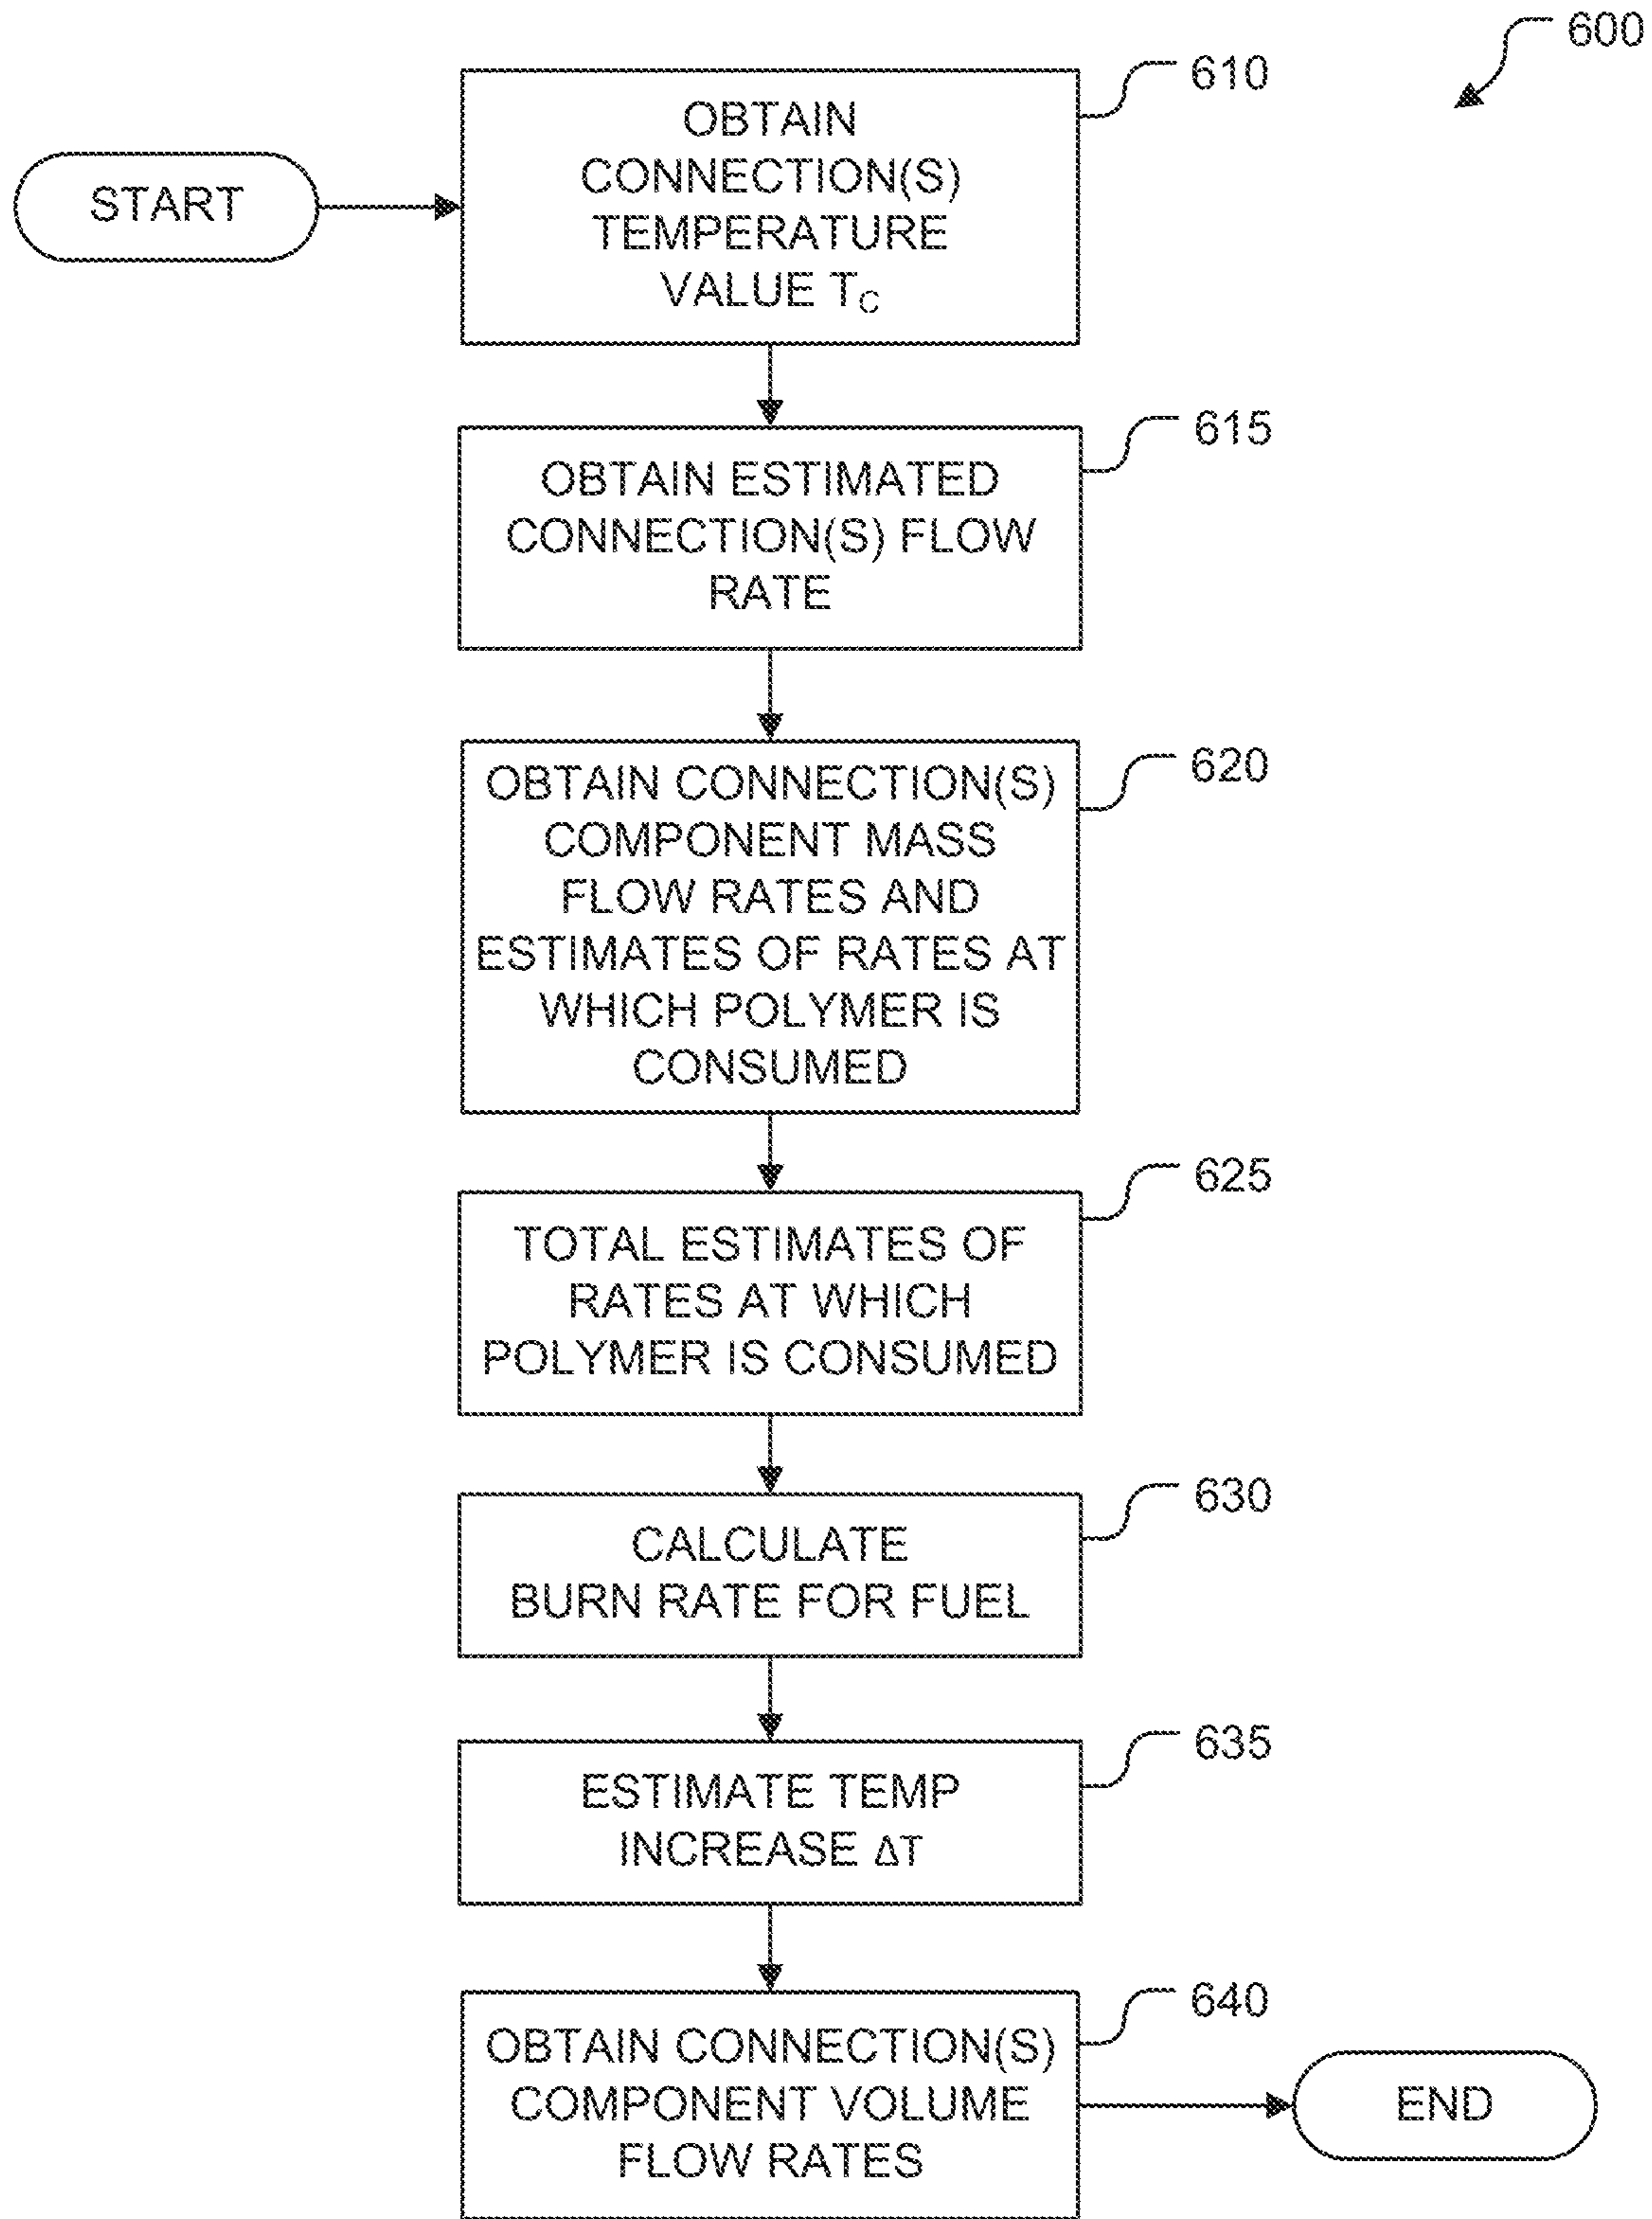 600
START
610
OBTAIN
CONNECTION(S)
TEMPERATURE
VALUE T_C
615
OBTAIN ESTIMATED
CONNECTION(S) FLOW
RATE
620
OBTAIN CONNECTION(S)
COMPONENT MASS
FLOW RATES AND
ESTIMATES OF RATES AT
WHICH POLYMER IS
CONSUMED
625
TOTAL ESTIMATES OF
RATES AT WHICH
POLYMER IS CONSUMED
630
CALCULATE
BURN RATE FOR FUEL
635
ESTIMATE TEMP
INCREASE ΔT
640
OBTAIN CONNECTION(S)
COMPONENT VOLUME
FLOW RATES
END